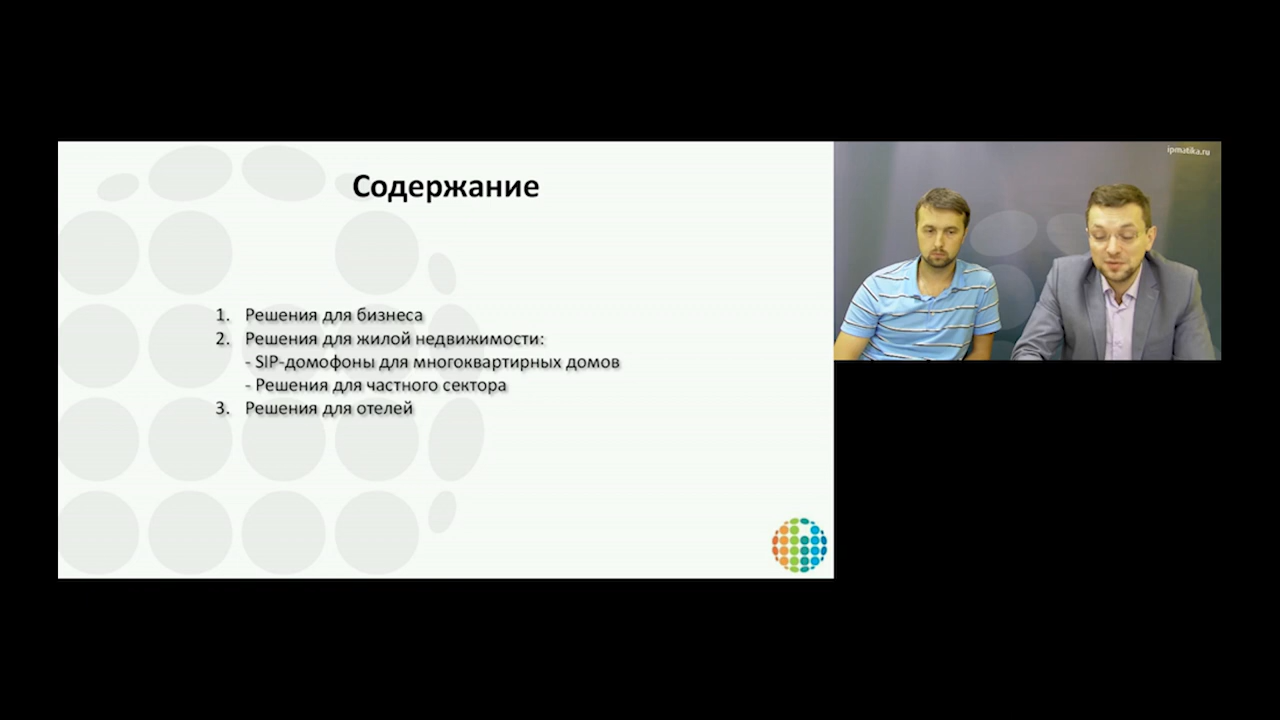 Содержание
1. Решения для бизнеса
2. Решения для жилой недвижимости:
- SIP-домофоны для многоквартирных домов
- Решения для частного сектора
3. Решения для отелей
ipmatika.ru